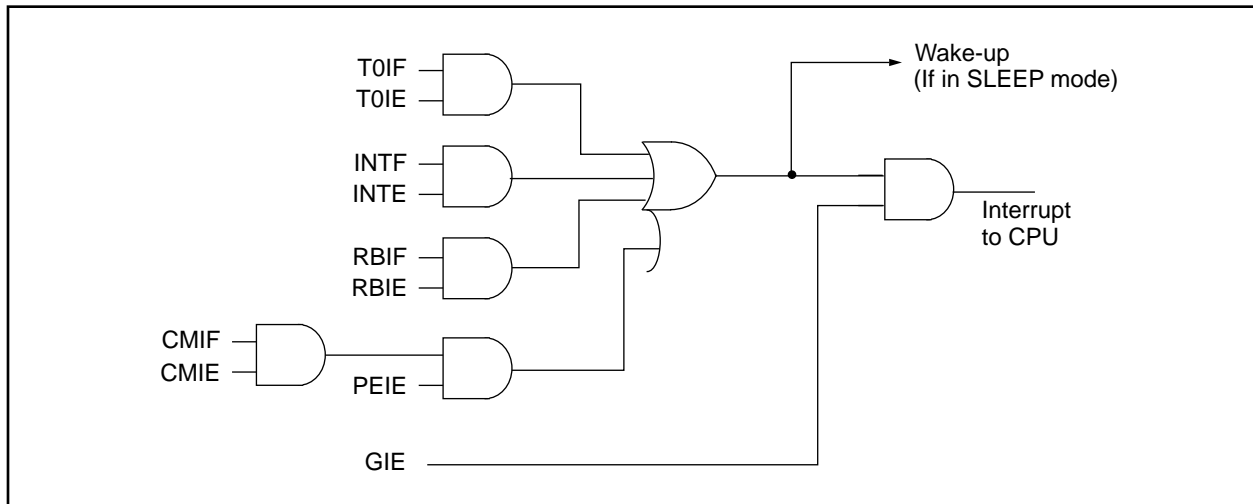 T0IF
T0IE
INTF
INTE
RBIF
RBIE
CMIF
CMIE
PEIE
GIE
Wake-up
(If in SLEEP mode)
Interrupt
to CPU